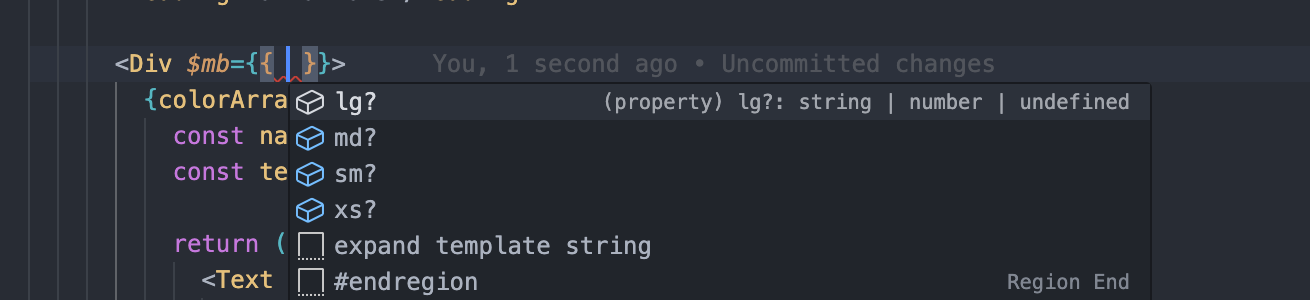 <Div $mb={{ }}> You, 1 second ago • Uncommitted changes
{colorArra
lg? (property) lg?: string | number | undefined
const na
md?
const te
sm?
xs?
return (
expand template string
<Text
#endregion Region End